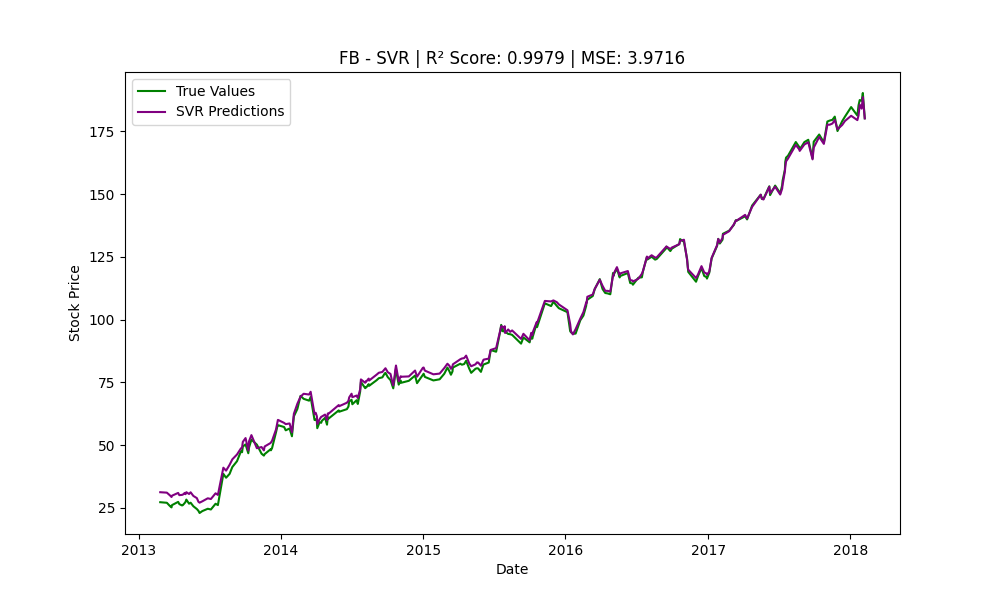 FB - SVR | R² Score: 0.9979 | MSE: 3.9716
True Values
SVR Predictions
Stock Price
175
150
125
100
75
50
25
2013 2014 2015 2016 2017 2018
Date